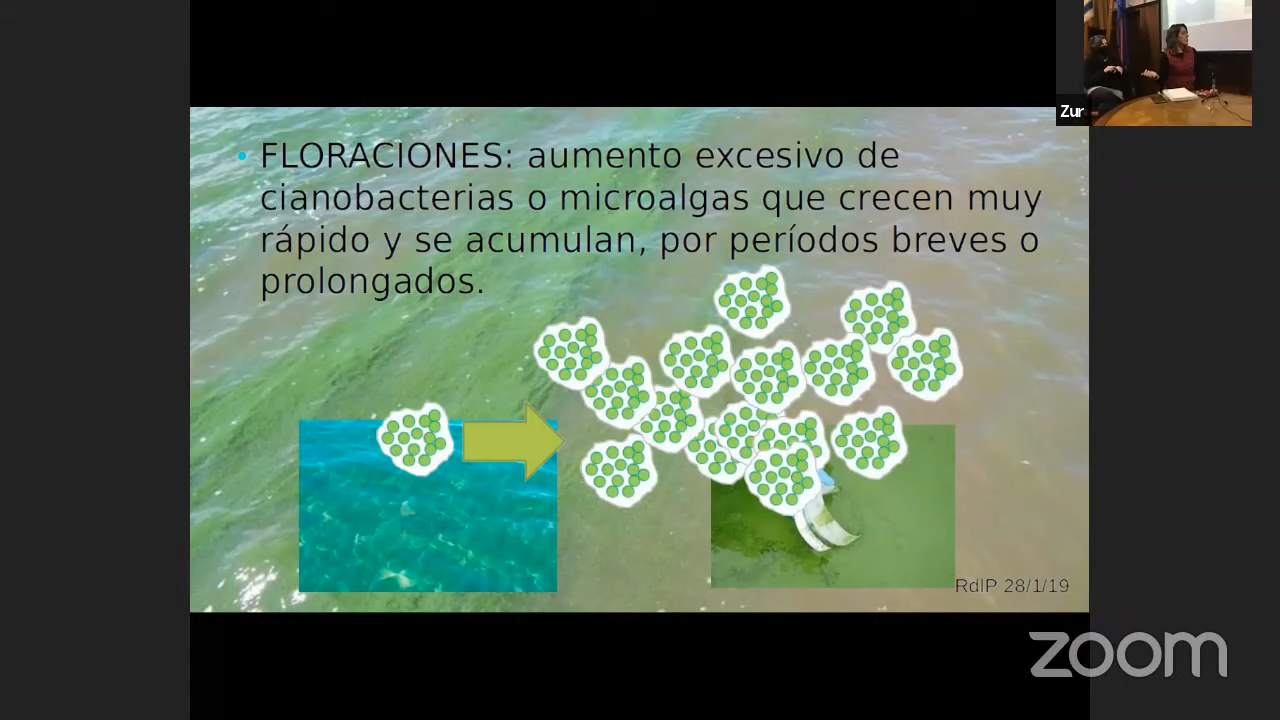 • FLORACIONES: aumento excesivo de
cianobacterias o microalgas que crecen muy
rápido y se acumulan, por períodos breves o
prolongados.
RdlP 28/1/19
Zur
zoom